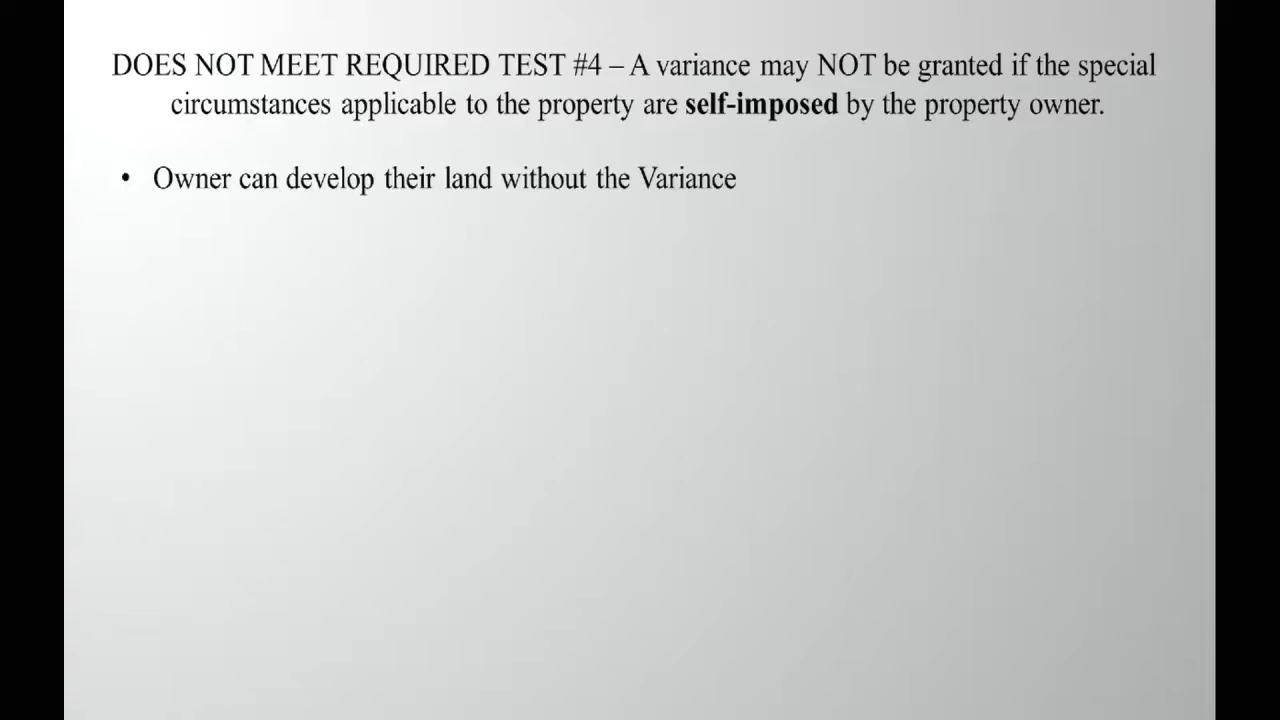 DOES NOT MEET REQUIRED TEST #4 – A variance may NOT be granted if the special
circumstances applicable to the property are self-imposed by the property owner.
• Owner can develop their land without the Variance